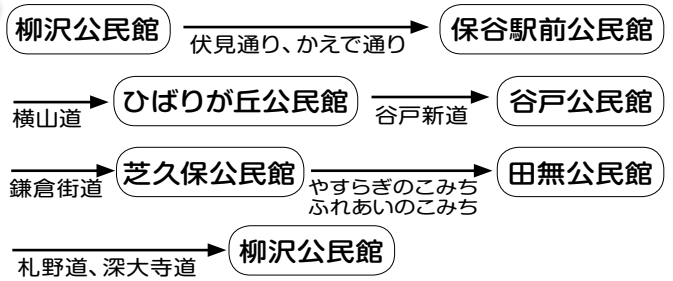 柳沢公民館
伏見通り、かえで通り
保谷駅前公民館
横山道
ひばりが丘公民館
谷戸新道
谷戸公民館
鎌倉街道
芝久保公民館
やすらぎのこみち
ふれあいのこみち
田無公民館
札野道、深大寺道
柳沢公民館